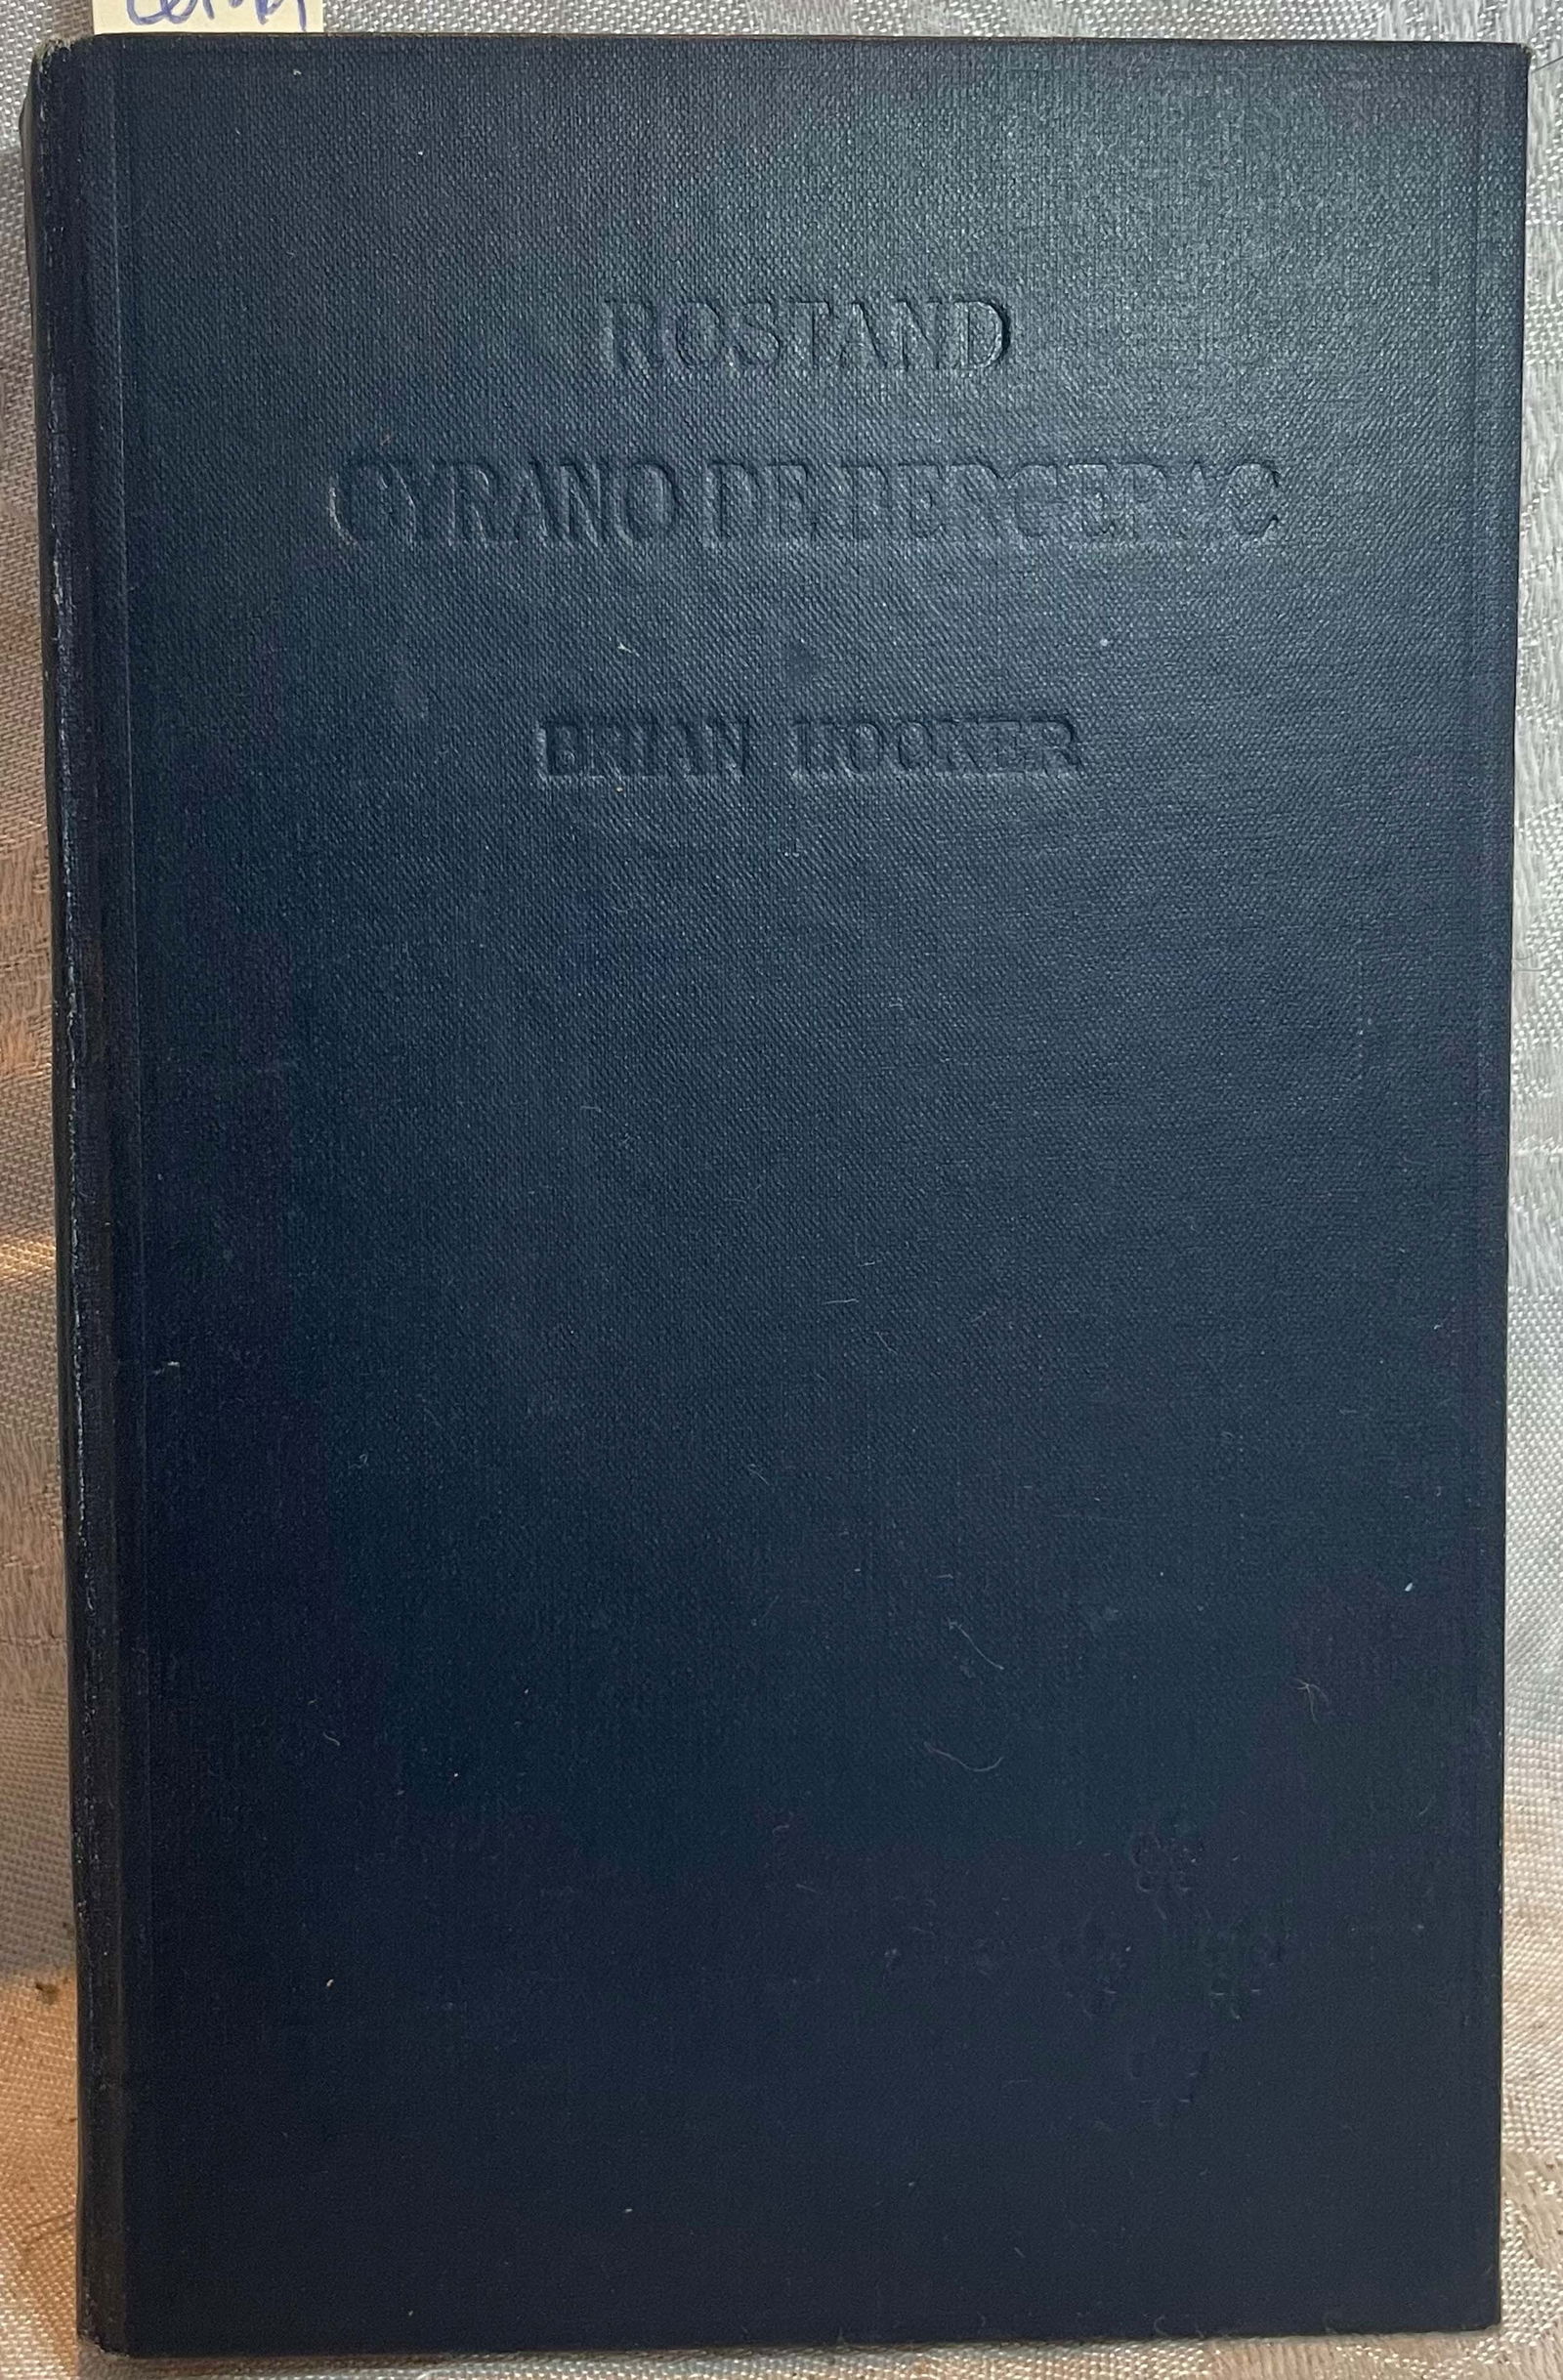 ROSTAND
CYRANO DE BERGERAC
BRIAN HOOKER